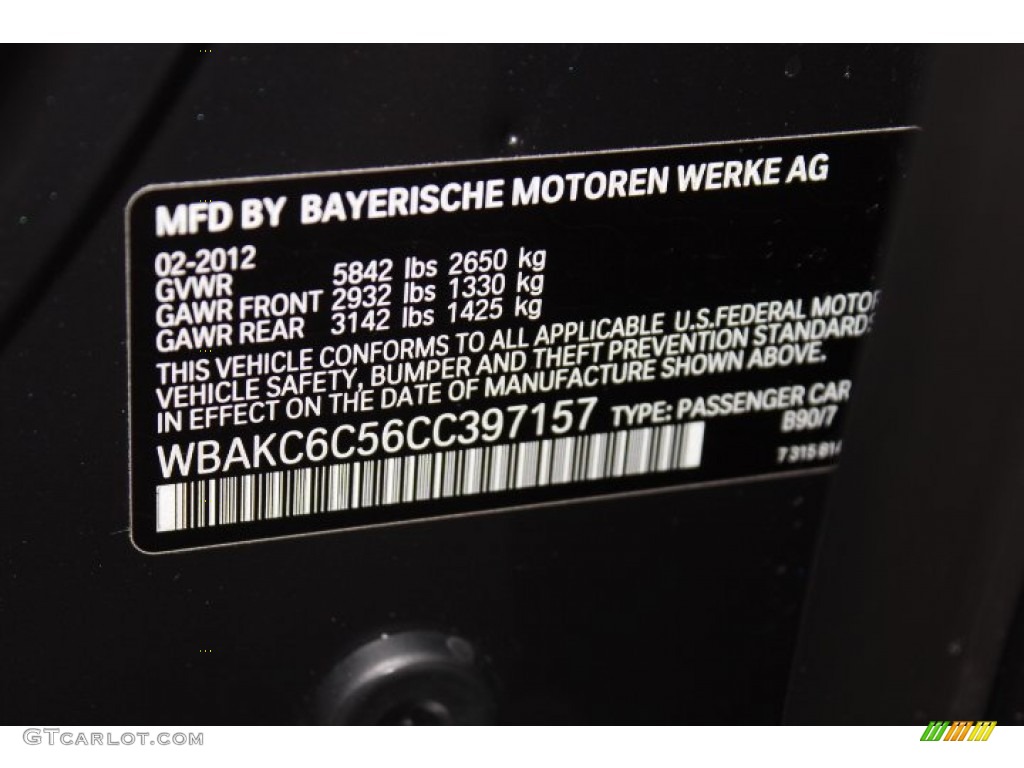 MFD BY BAYERISCHE MOTOREN WERKE AG
02-2012
GVWR 5842 lbs 2650 kg
GAWR FRONT 2932 lbs 1330 kg
GAWR REAR 3142 lbs 1425 kg
THIS VEHICLE CONFORMS TO ALL APPLICABLE U.S.FEDERAL MOTOR
VEHICLE SAFETY, BUMPER AND THEFT PREVENTION STANDARDS
IN EFFECT ON THE DATE OF MANUFACTURE SHOWN ABOVE.
WBAKC6C56CC397157 TYPE: PASSENGER CAR
B90/7
7 315 814
GTCARLOT.COM